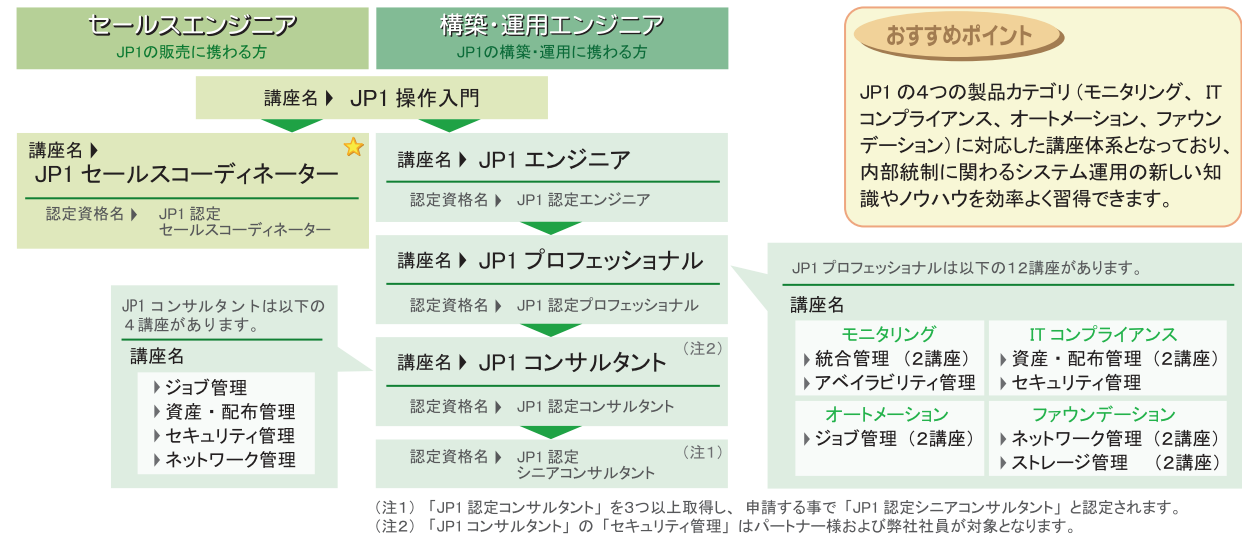 セールスエンジニア
JP1の販売に携わる方
構築・運用エンジニア
JP1の構築・運用に携わる方
講座名 JP1 操作入門
講座名
JP1 セールスコーディネーター
認定資格名 JP1 認定
セールスコーディネーター
講座名 JP1 エンジニア
認定資格名 JP1 認定エンジニア
講座名 JP1 プロフェッショナル
認定資格名 JP1 認定プロフェッショナル
講座名 JP1 コンサルタント (注2)
認定資格名 JP1 認定コンサルタント
認定資格名 JP1 認定 (注1)
シニアコンサルタント
おすすめポイント
JP1 の4つの製品カテゴリ(モニタリング、IT
コンプライアンス、オートメーション、ファウン
デーション)に対応した講座体系となっており、
内部統制に関わるシステム運用の新しい知
識やノウハウを効率よく習得できます。
JP1 コンサルタントは以下の
4講座があります。
講座名
ジョブ管理
資産・配布管理
セキュリティ管理
ネットワーク管理
JP1 プロフェッショナルは以下の12講座があります。
講座名
モニタリング
統合管理(2講座)
アベイラビリティ管理
IT コンプライアンス
資産・配布管理(2講座)
セキュリティ管理
オートメーション
ジョブ管理(2講座)
ファウンデーション
ネットワーク管理(2講座)
ストレージ管理 (2講座)
(注1)「JP1 認定コンサルタント」を3つ以上取得し、申請する事で「JP1 認定シニアコンサルタント」と認定されます。
(注2)「JP1 コンサルタント」の「セキュリティ管理」はパートナー様および弊社社員が対象となります。